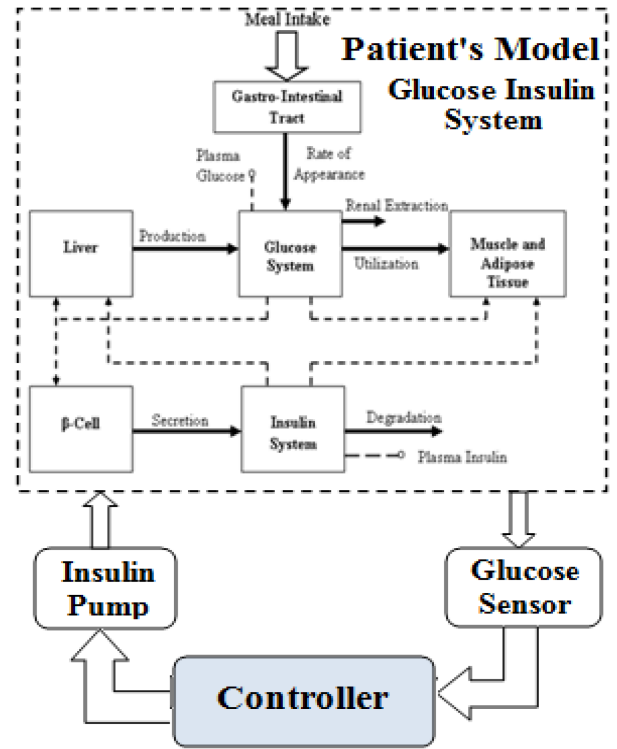 Meal Intake
Patient's Model
Glucose Insulin
System
Gastro-Intestinal
Tract
Plasma
Glucose
Rate of
Appearance
Renal Extraction
Liver
Production
Glucose
System
Utilization
Muscle and
Adipose
Tissue
β-Cell
Secretion
Insulin
System
Degradation
Plasma Insulin
Insulin
Pump
Glucose
Sensor
Controller